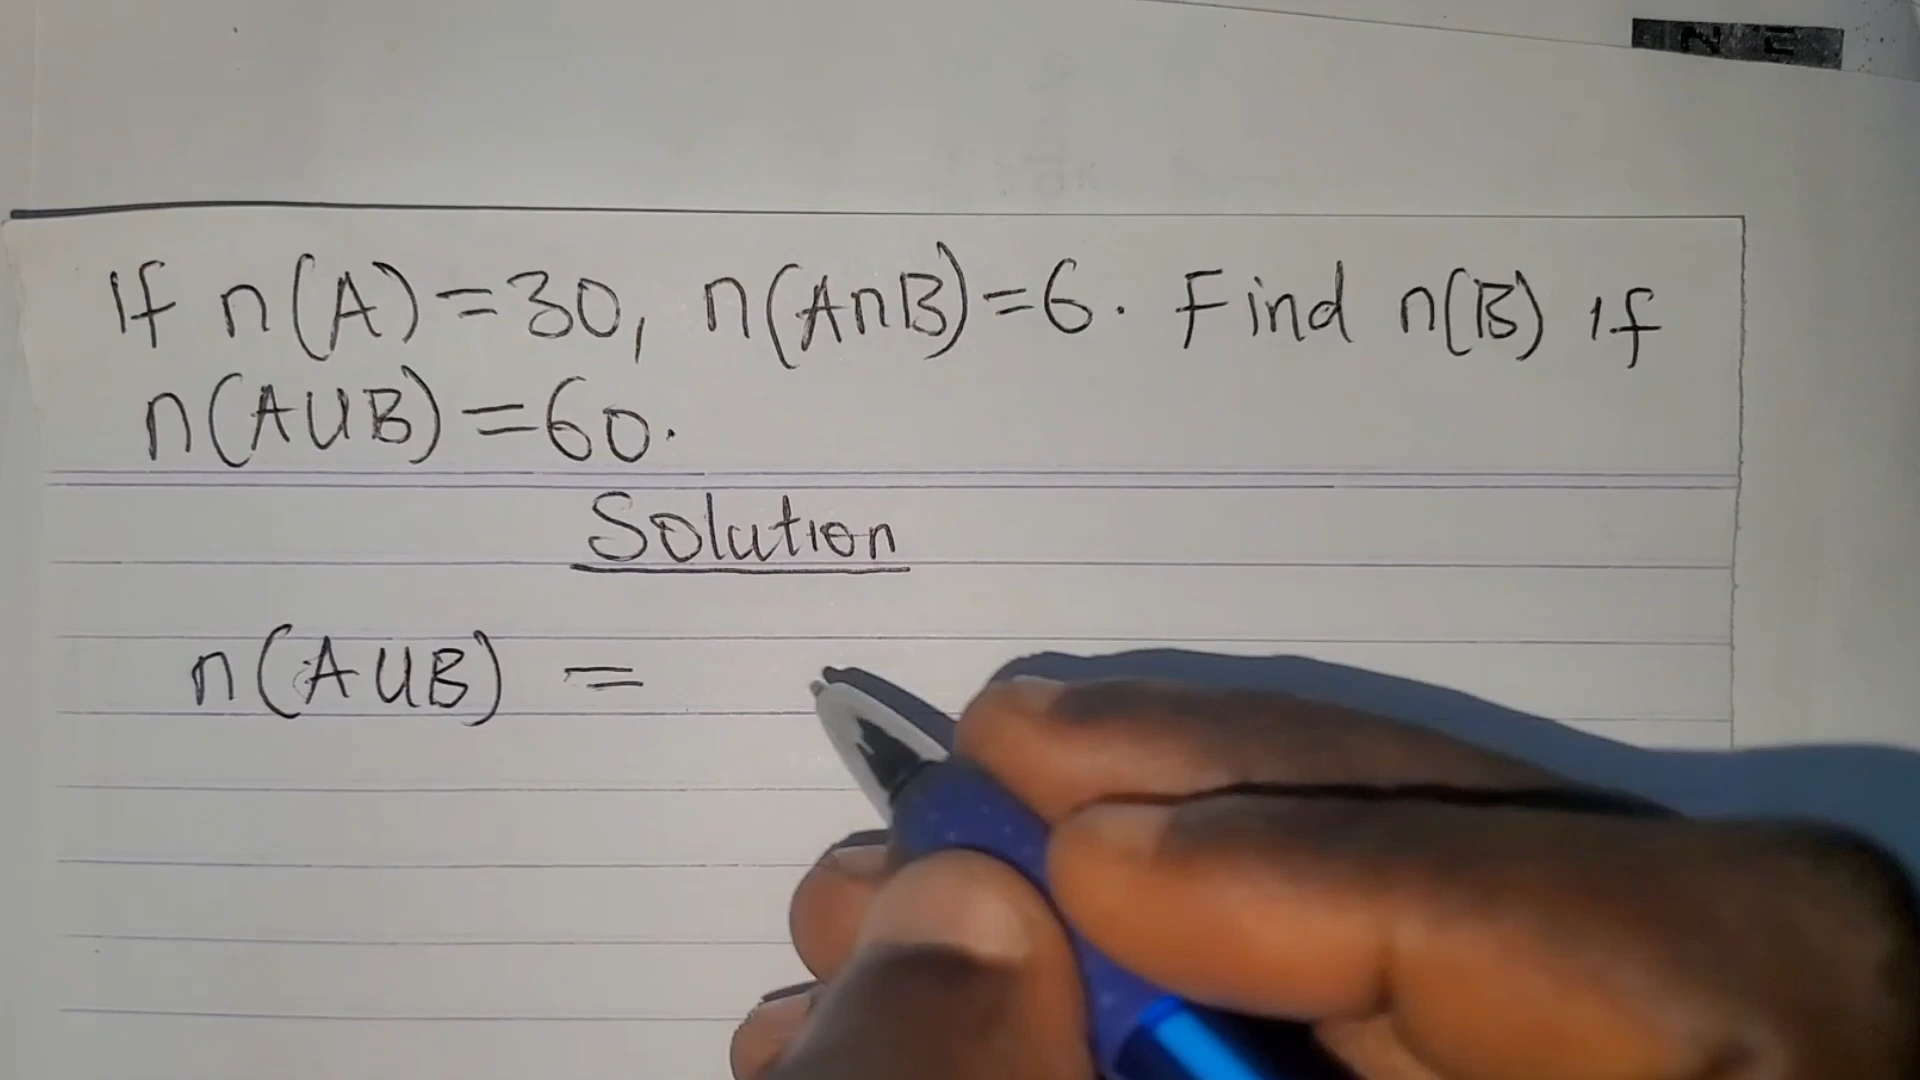 If n(A)=30, n(A∩B)=6. Find n(B) if
n(A∪B)=60.
Solution
n(A∪B) =